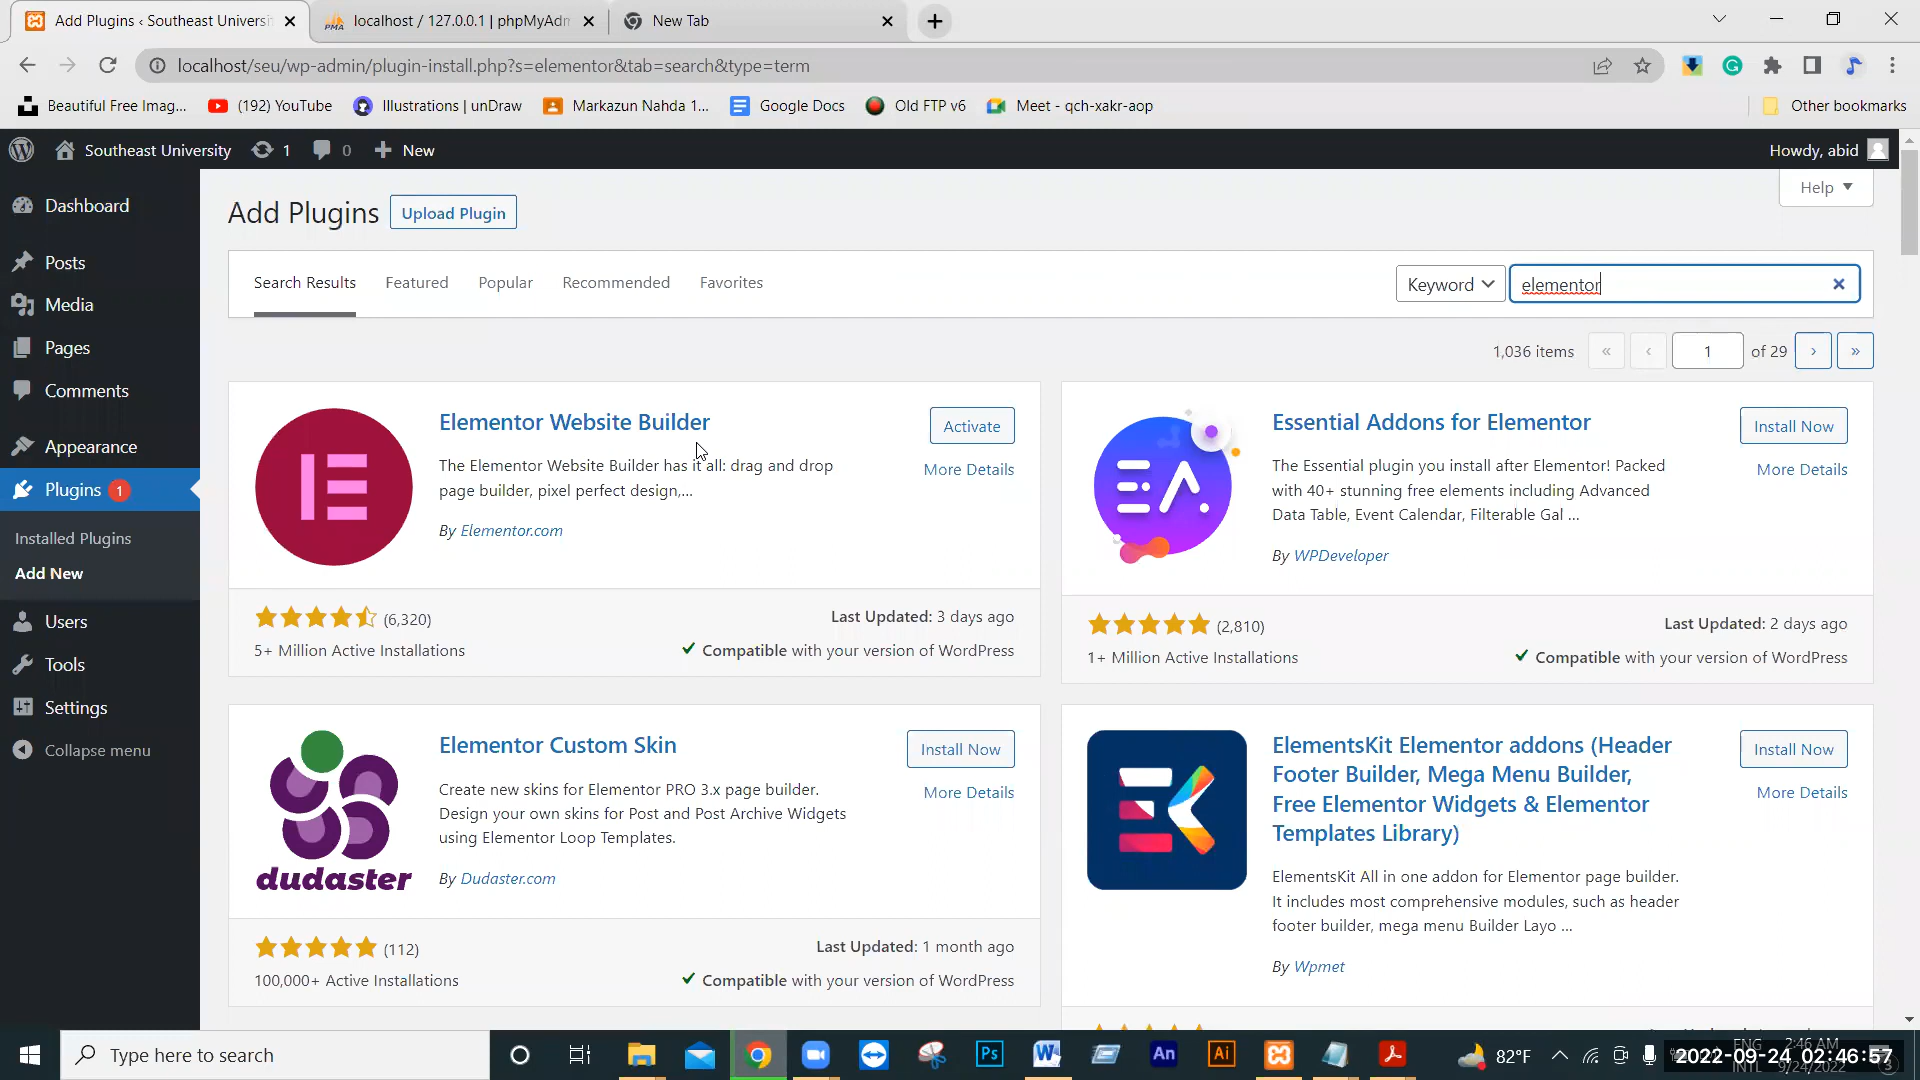 Add Plugins ‹ Southeast Universi
localhost / 127.0.0.1 | phpMyAdm
New Tab
localhost/seu/wp-admin/plugin-install.php?s=elementor&tab=search&type=term
Beautiful Free Imag...
(192) YouTube
Illustrations | unDraw
Markazun Nahda 1...
Google Docs
Old FTP v6
Meet - qch-xakr-aop
Other bookmarks
Southeast University
1
0
New
Howdy, abid
Dashboard
Posts
Media
Pages
Comments
Appearance
Plugins 1
Installed Plugins
Add New
Users
Tools
Settings
Collapse menu
Help
Add Plugins
Upload Plugin
Search Results
Featured
Popular
Recommended
Favorites
Keyword
elementor
1,036 items
«
‹
1
of 29
›
»
Elementor Website Builder
Activate
More Details
The Elementor Website Builder has it all: drag and drop
page builder, pixel perfect design,...
By Elementor.com
(6,320)
5+ Million Active Installations
Last Updated: 3 days ago
Compatible with your version of WordPress
Essential Addons for Elementor
Install Now
More Details
The Essential plugin you install after Elementor! Packed
with 40+ stunning free elements including Advanced
Data Table, Event Calendar, Filterable Gal ...
By WPDeveloper
(2,810)
1+ Million Active Installations
Last Updated: 2 days ago
Compatible with your version of WordPress
dudaster
Elementor Custom Skin
Install Now
More Details
Create new skins for Elementor PRO 3.x page builder.
Design your own skins for Post and Post Archive Widgets
using Elementor Loop Templates.
By Dudaster.com
(112)
100,000+ Active Installations
Last Updated: 1 month ago
Compatible with your version of WordPress
ElementsKit Elementor addons (Header
Footer Builder, Mega Menu Builder,
Free Elementor Widgets & Elementor
Templates Library)
Install Now
More Details
ElementsKit All in one addon for Elementor page builder.
It includes most comprehensive modules, such as header
footer builder, mega menu Builder Layo ...
By Wpmet
Type here to search
Ps
An
Ai
82°F
ENG
INTL
2:46 AM
9/24/2022
2022-09-24 02:46:57